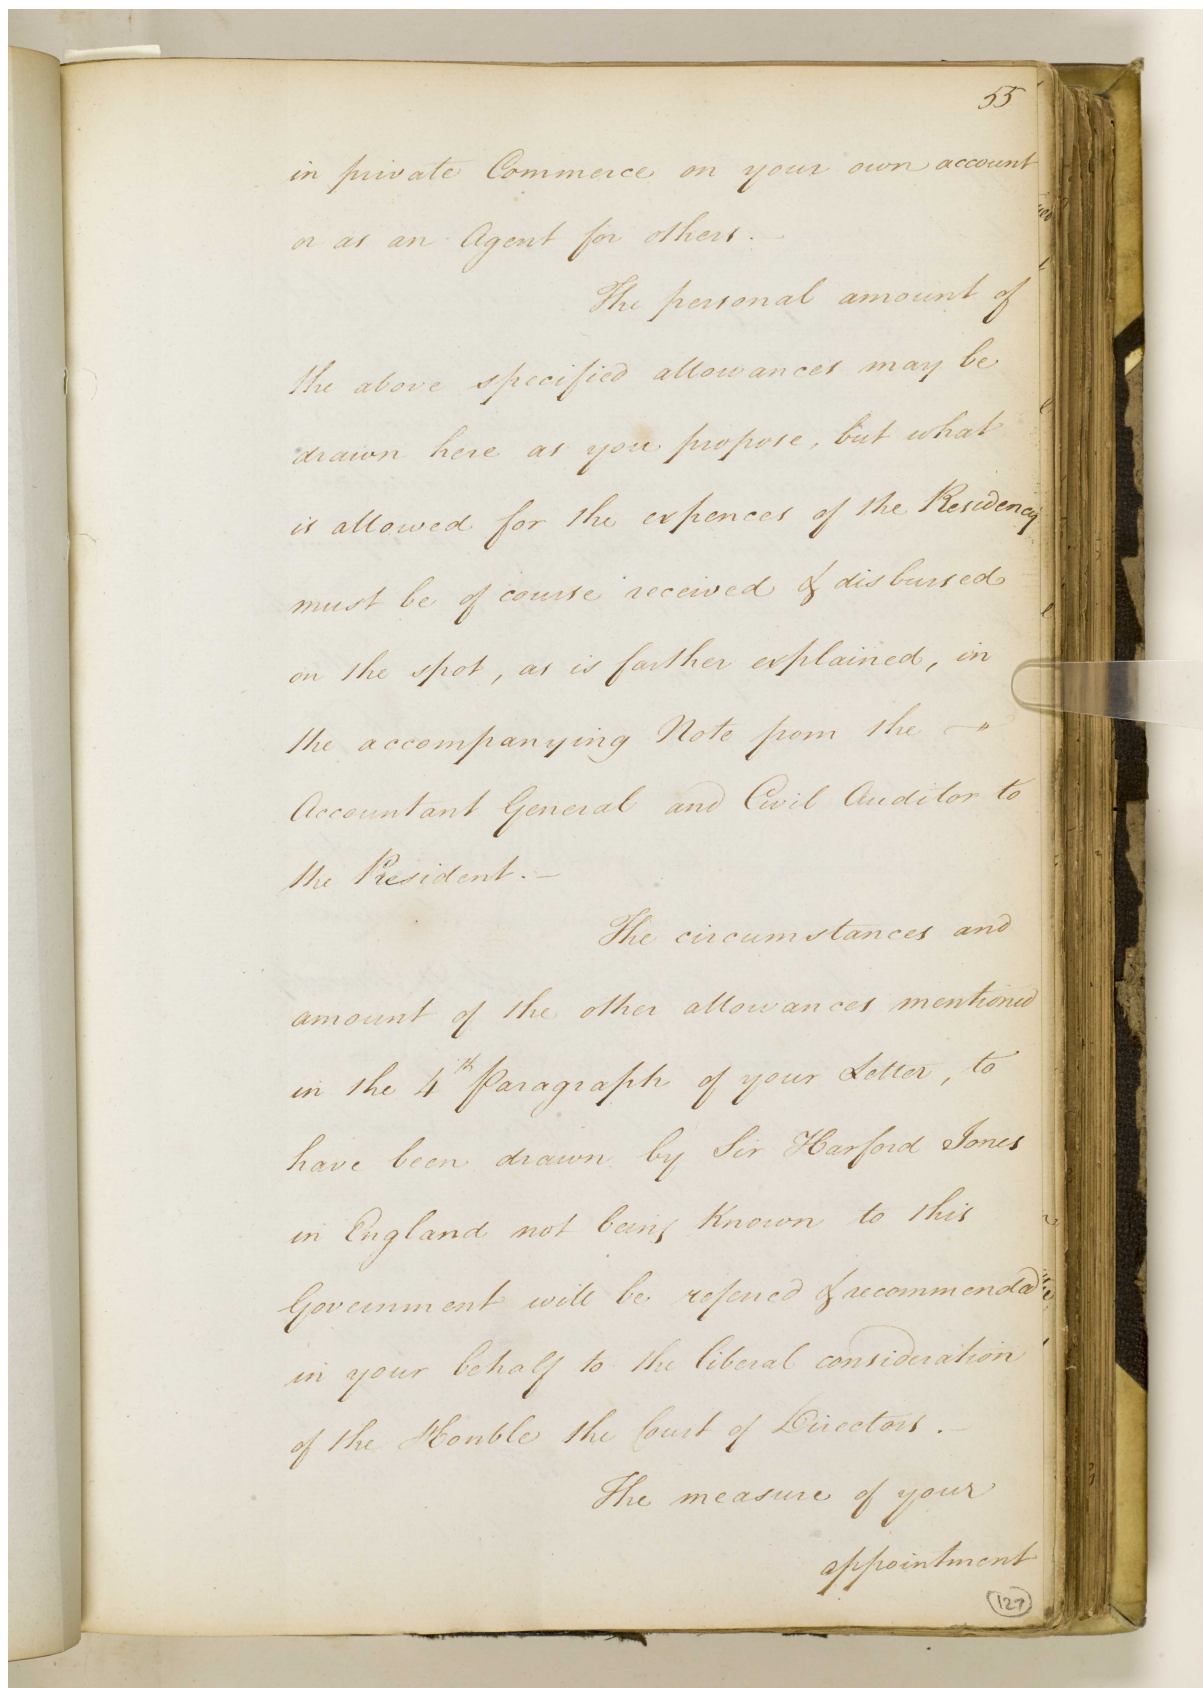 55
in private Commerce on your own account
or as an Agent for others. —
The personal amount of
the above specified allowances may be
drawn here as you propose, but what
is allowed for the expences of the Residency
must be of course received & disbursed
on the spot, as is farther explained, in
the accompanying Note from the —"
Accountant General and Civil Auditor to
the President. —
The circumstances and
amount of the other allowances mentioned
in the 4th Paragraph of your Letter, to
have been drawn by Sir Harford Jones
in England not being Known to this
Government will be refered & recommended
in your behalf to the liberal consideration
of the Honble the Court of Directors. —
The measure of your
appointment
127